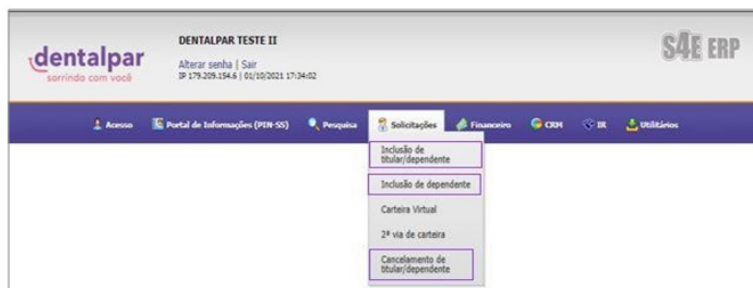 dentalpar
sorrindo com você
DENTALPAR TESTE II
Alterar senha | Sair
IP 179.209.154.6 | 01/10/2021 17:34:02
S4E ERP
Acesso Portal de Informações (PIN-SS) Pesquisa Solicitações Financeiro CRM IR Utilitários
Inclusão de
titular/dependente
Inclusão de dependente
Carteira Virtual
2ª via de carteira
Cancelamento de
titular/dependente